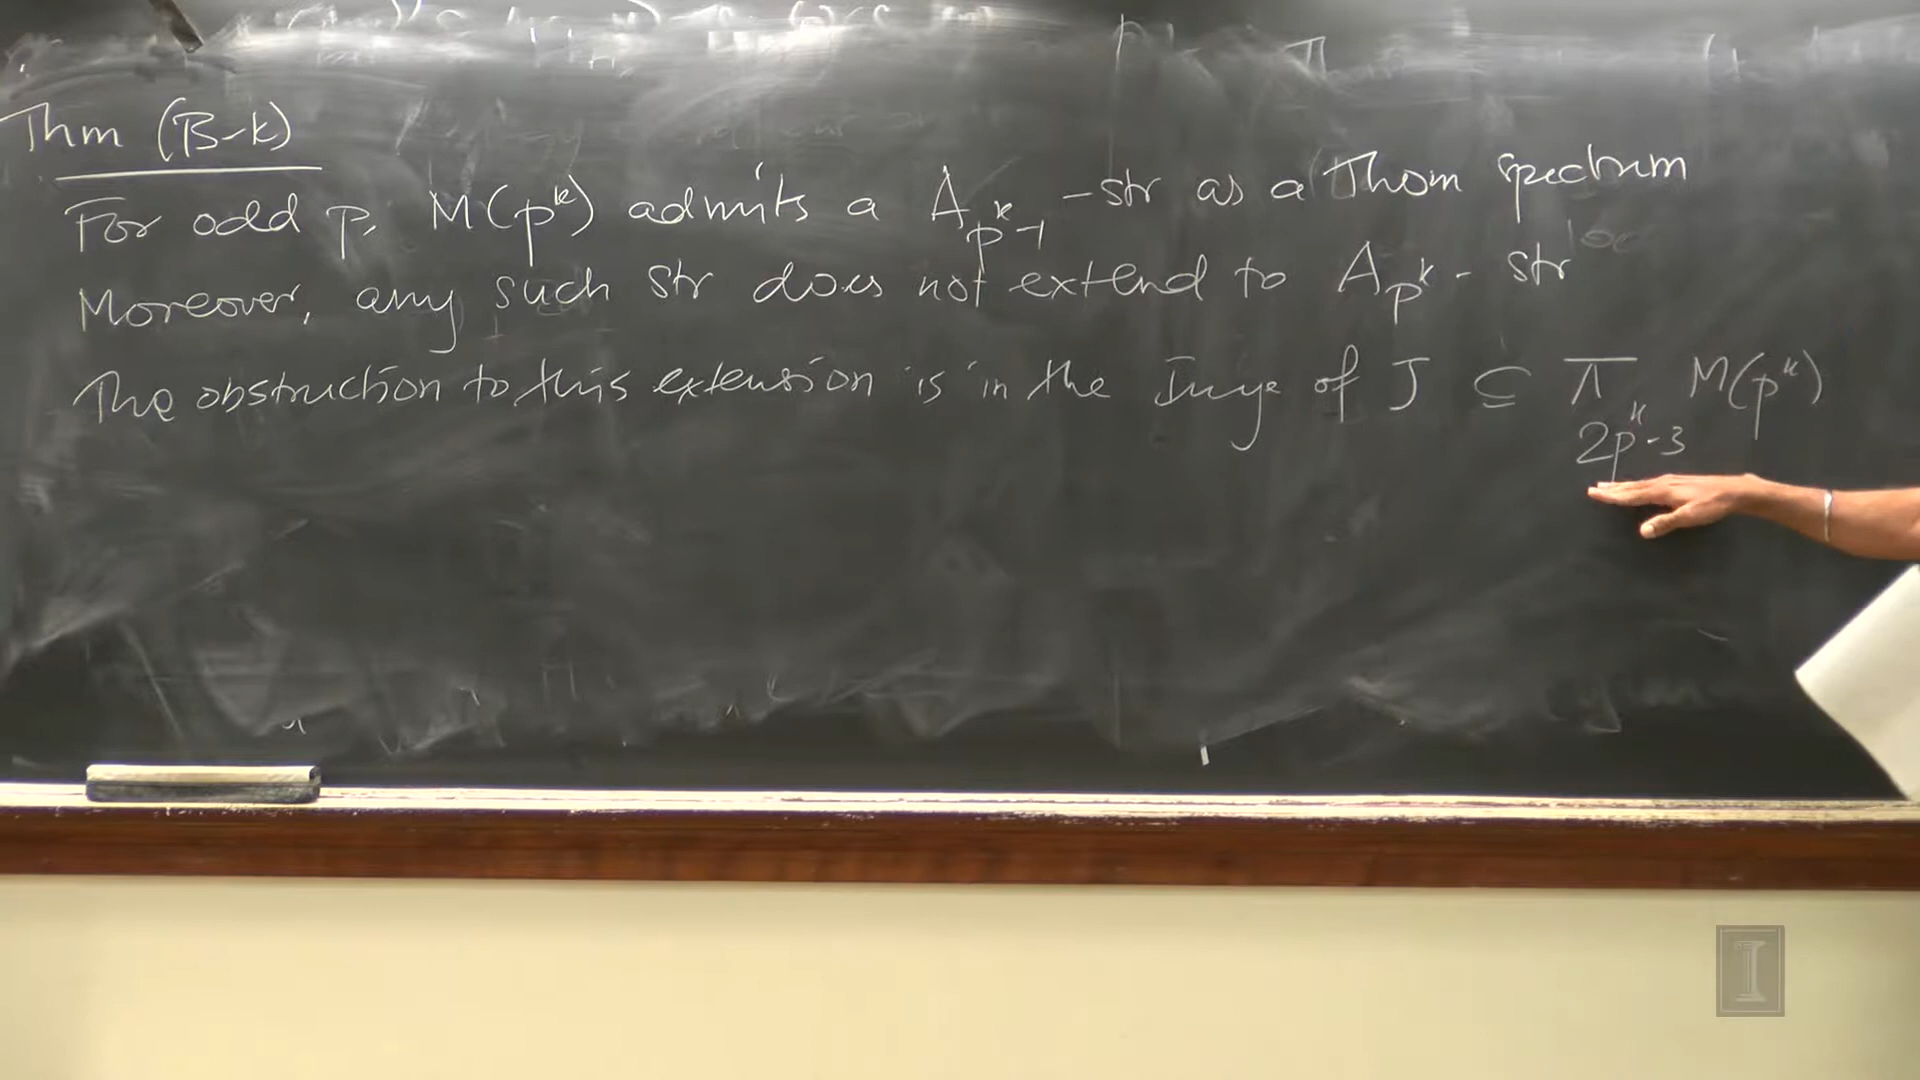 Thm (B-k)
For odd p, M(p^k) admits a A_{p^k-1} -str as a Thom spectrum
Moreover, any such str does not extend to A_{p^k} - str
The obstruction to this extension is in the Image of J ⊆ π_{2p^k-3} M(p^k)
I